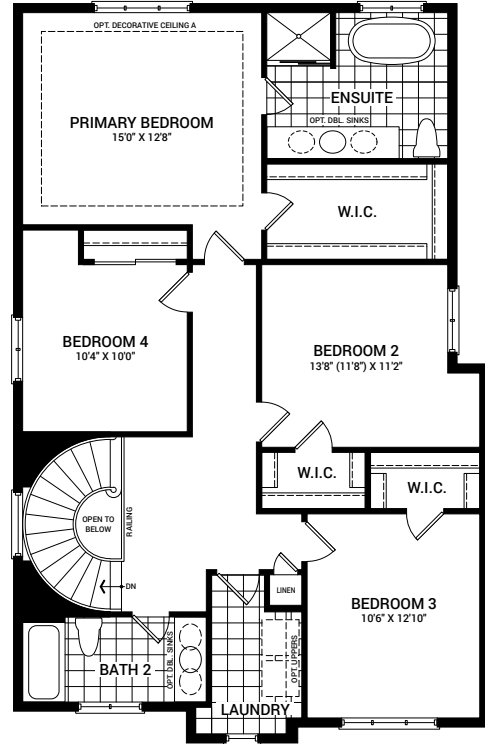 OPT. DECORATIVE CEILING A
PRIMARY BEDROOM
15'0" X 12'8"
ENSUITE
OPT. DBL. SINKS
W.I.C.
BEDROOM 4
10'4" X 10'0"
BEDROOM 2
13'8" (11'8") X 11'2"
W.I.C.
W.I.C.
OPEN TO
BELOW
RAILING
DN
LINEN
BEDROOM 3
10'6" X 12'10"
BATH 2
OPT. DBL. SINKS
OPT. UPPERS
LAUNDRY